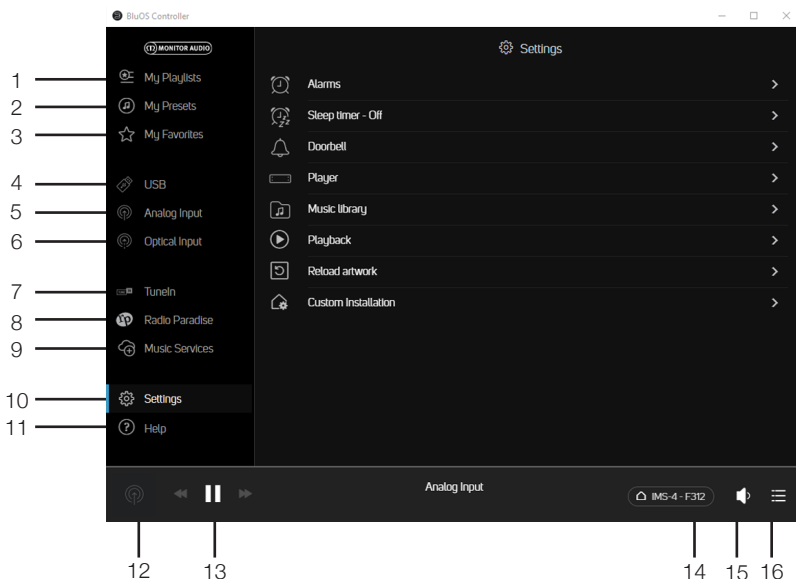 BluOS Controller
MONITOR AUDIO
Settings
1 My Playlists
2 My Presets
3 My Favorites
4 USB
5 Analog Input
6 Optical Input
7 TuneIn
8 Radio Paradise
9 Music Services
10 Settings
11 Help
Alarms
Sleep timer - Off
Doorbell
Player
Music library
Playback
Reload artwork
Custom Installation
Analog Input
IMS-4 - F312
12 13 14 15 16